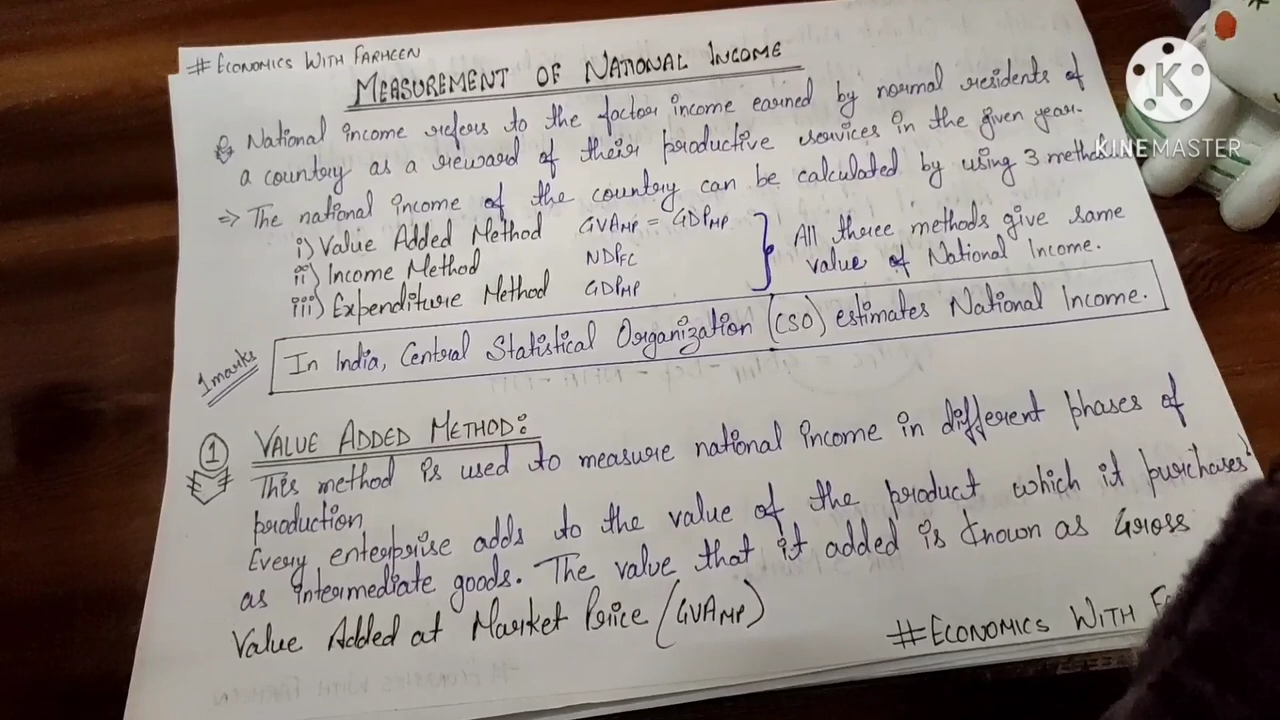 # ECONOMICS WITH FARHEEN
MEASUREMENT OF NATIONAL INCOME
National income refers to the factor income earned by normal residents of
a country as a reward of their productive services in the given year.
⇒ The national income of the country can be calculated by using 3 methods
i) Value Added Method GVAMP = GDPMP
ii) Income Method NDPFC
iii) Expenditure Method GDPMP
} All three methods give same
value of National Income.
1 marks
In India, Central Statistical Organization (CSO) estimates National Income.
1 VALUE ADDED METHOD:
This method is used to measure national income in different phases of
production
Every enterprise adds to the value of the product which it purchases
as intermediate goods. The value that it added is known as Gross
Value Added at Market Price (GVAMP)
# ECONOMICS WITH
K
KINEMASTER